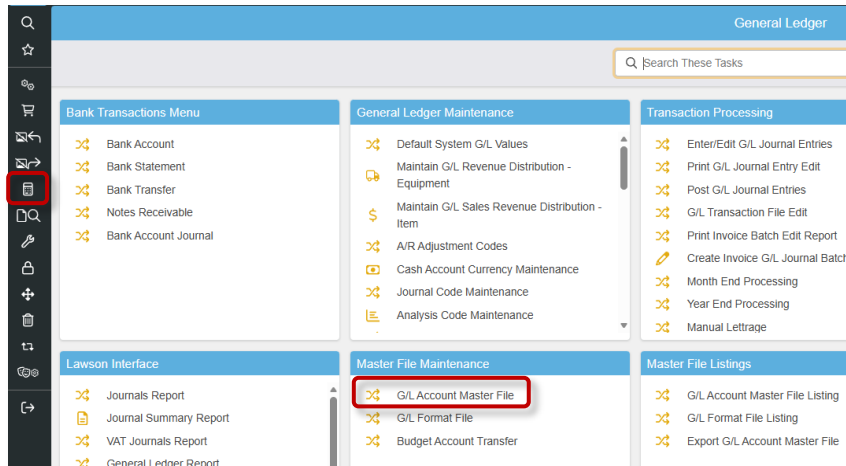 General Ledger
Search These Tasks
Bank Transactions Menu
Bank Account
Bank Statement
Bank Transfer
Notes Receivable
Bank Account Journal
General Ledger Maintenance
Default System G/L Values
Maintain G/L Revenue Distribution -
Equipment
Maintain G/L Sales Revenue Distribution -
Item
A/R Adjustment Codes
Cash Account Currency Maintenance
Journal Code Maintenance
Analysis Code Maintenance
Transaction Processing
Enter/Edit G/L Journal Entries
Print G/L Journal Entry Edit
Post G/L Journal Entries
G/L Transaction File Edit
Print Invoice Batch Edit Report
Create Invoice G/L Journal Batch
Month End Processing
Year End Processing
Manual Lettrage
Lawson Interface
Journals Report
Journal Summary Report
VAT Journals Report
General Ledger Report
Master File Maintenance
G/L Account Master File
G/L Format File
Budget Account Transfer
Master File Listings
G/L Account Master File Listing
G/L Format File Listing
Export G/L Account Master File